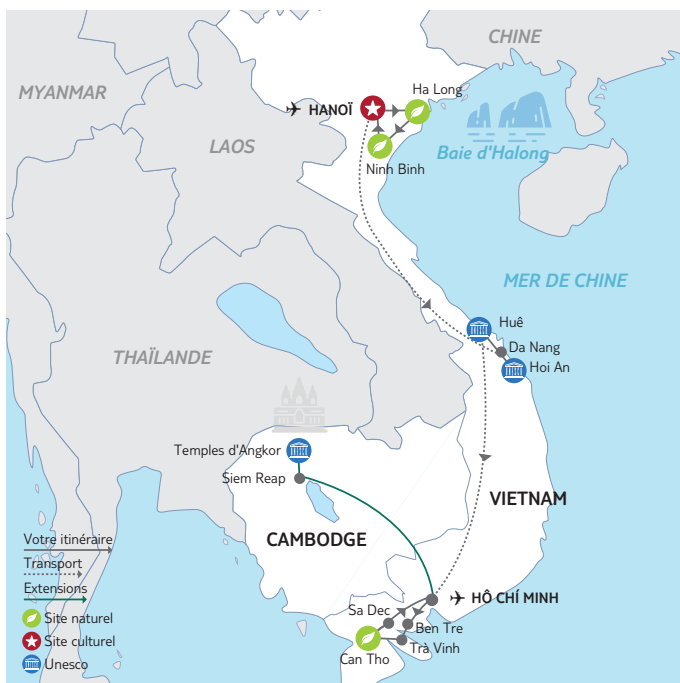 CHINE
MYANMAR
Ha Long
HANOÏ
LAOS
Baie d'Halong
Ninh Binh
MER DE CHINE
Huê
Da Nang
THAÏLANDE
Hoi An
Temples d'Angkor
Siem Reap
VIETNAM
CAMBODGE
Votre itinéraire
Transport
Extensions
Site naturel
Site culturel
Unesco
HÔ CHÍ MINH
Sa Dec
Ben Tre
Trà Vinh
Can Tho